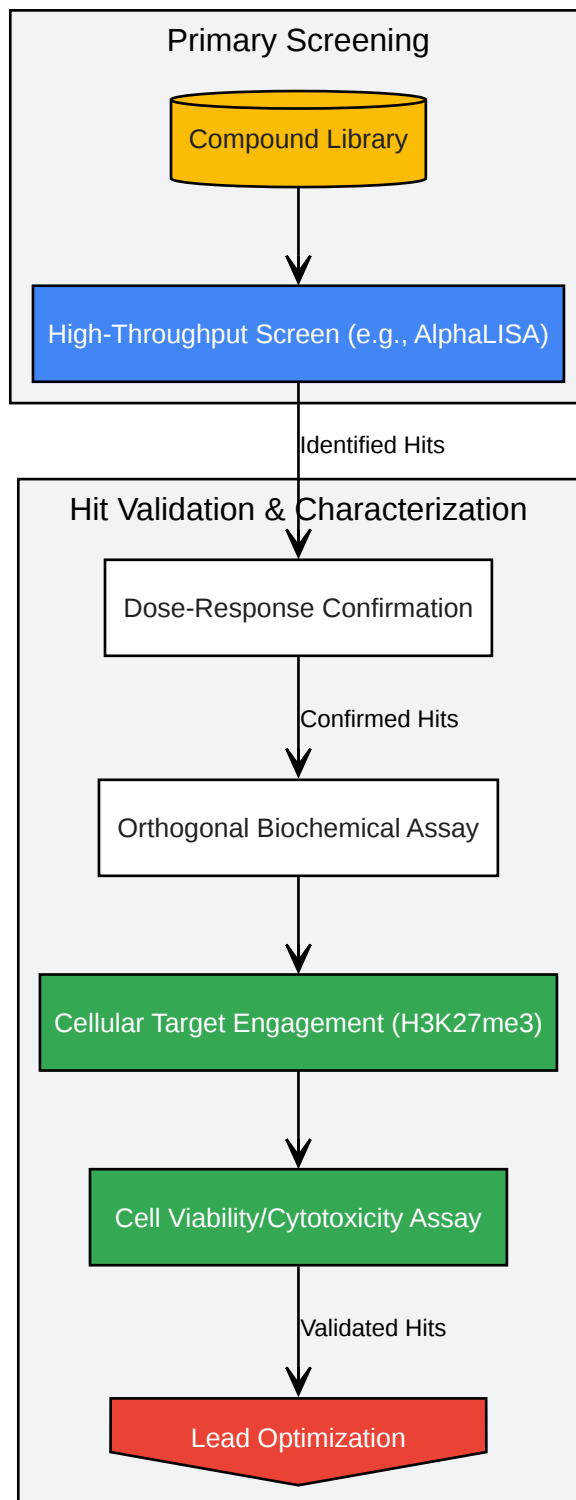 Primary Screening
Compound Library
High-Throughput Screen (e.g., AlphaLISA)
Identified Hits
Hit Validation & Characterization
Dose-Response Confirmation
Confirmed Hits
Orthogonal Biochemical Assay
Cellular Target Engagement (H3K27me3)
Cell Viability/Cytotoxicity Assay
Validated Hits
Lead Optimization